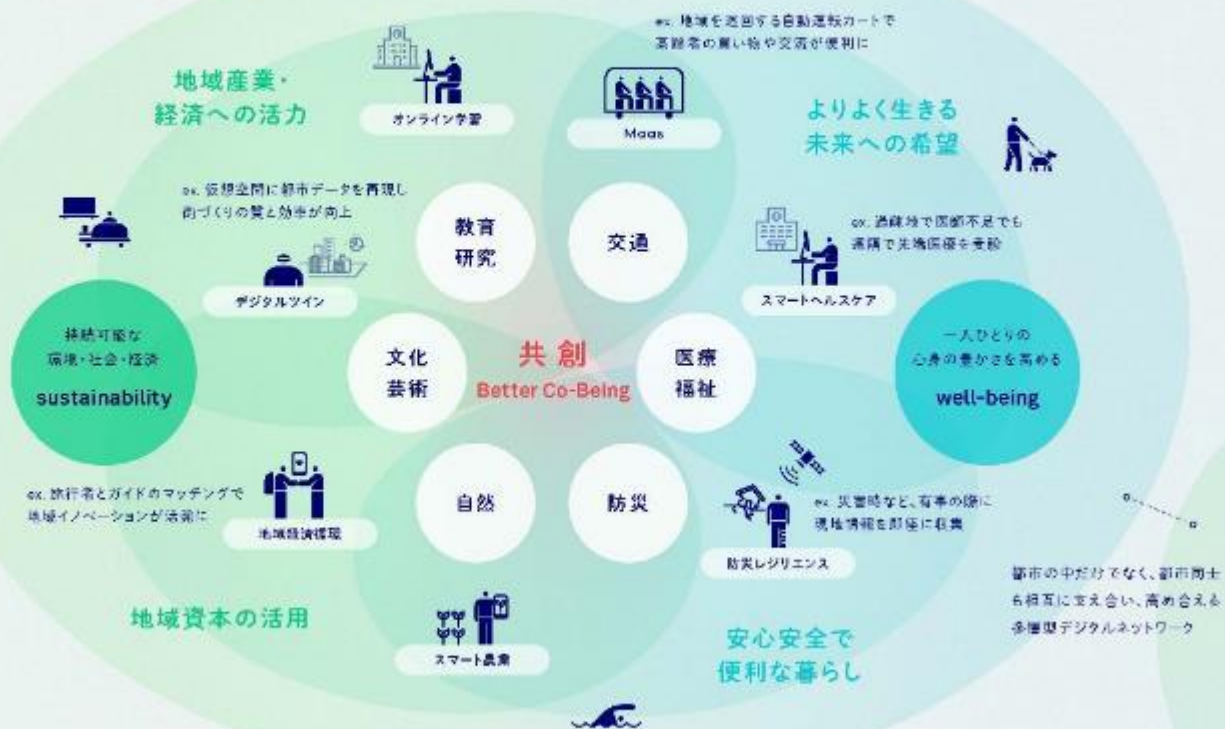 ex. 地域を巡回する自動運転カートで
高齢者の買い物や交流が便利に
地域産業・
経済への活力
オンライン学習
Maas
よりよく生きる
未来への希望
ex. 仮想空間に都市データを再現し
街づくりの質と効率が向上
デジタルツイン
教育
研究
交通
ex. 過疎地で医師不足でも
遠隔で先端医療を受診
スマートヘルスケア
持続可能な
環境・社会・経済
sustainability
文化
芸術
共創
Better Co-Being
医療
福祉
一人ひとりの
心身の豊かさを高める
well-being
ex. 旅行者とガイドのマッチングで
地域イノベーションが活発に
地域経済循環
自然
防災
ex. 災害時など、有事の際に
現地情報を即座に収集
防災レジリエンス
地域資本の活用
スマート農業
安心安全で
便利な暮らし
都市の中だけでなく、都市同士
も相互に支え合い、高め合える
多層型デジタルネットワーク